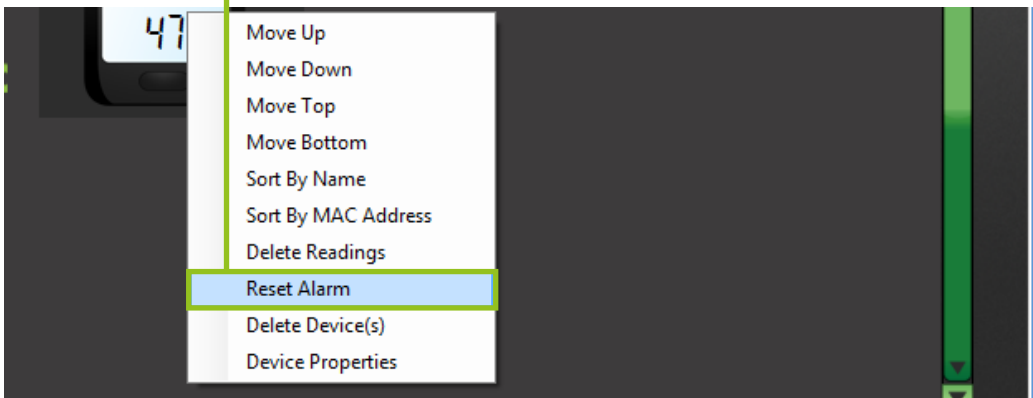 47
Move Up
Move Down
Move Top
Move Bottom
Sort By Name
Sort By MAC Address
Delete Readings
Reset Alarm
Delete Device(s)
Device Properties